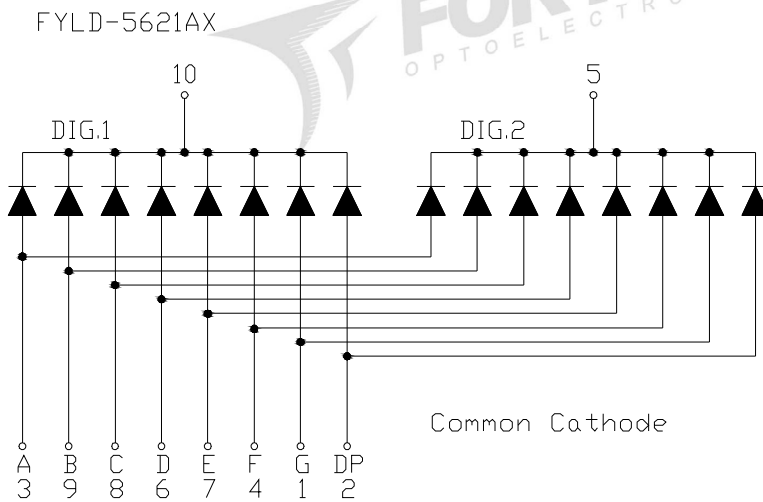 FYLD-5621AX
OPTOELECTR
10
5
DIG.1
DIG.2
Common Cathode
A B C D E F G DP
3 9 8 6 7 4 1 2